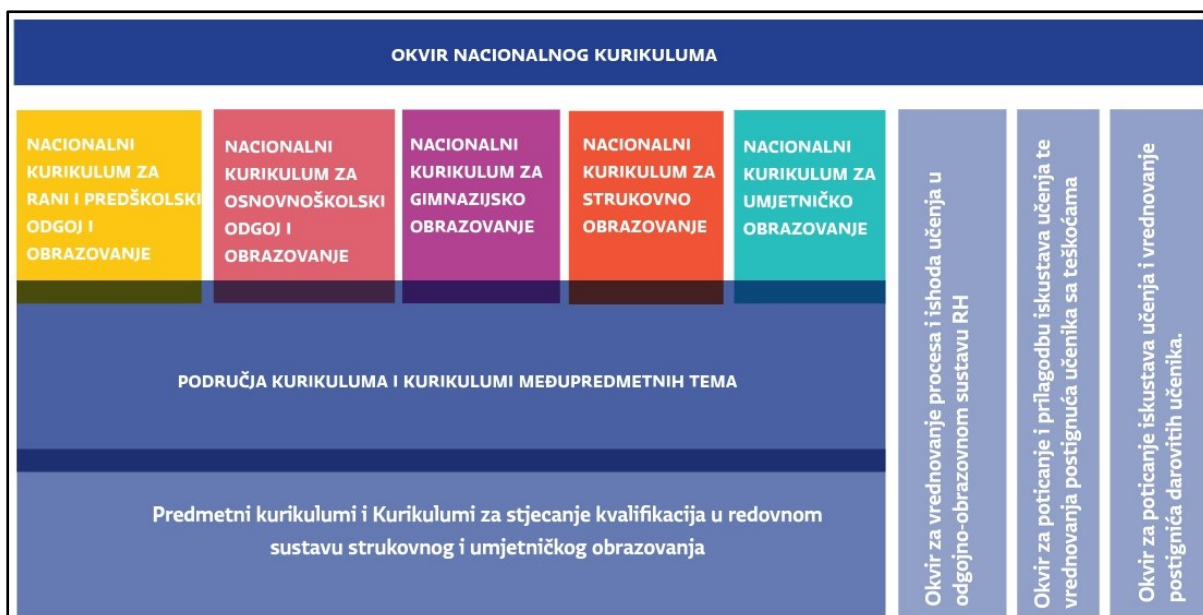 OKVIR NACIONALNOG KURIKULUMA
NACIONALNI
KURIKULUM ZA
RANI I PREDŠKOLSKI
ODGOJ I
OBRAZOVANJE
NACIONALNI
KURIKULUM ZA
OSNOVNOŠKOLSKI
ODGOJ I
OBRAZOVANJE
NACIONALNI
KURIKULUM ZA
GIMNAZIJSKO
OBRAZOVANJE
NACIONALNI
KURIKULUM ZA
STRUKOVNO
OBRAZOVANJE
NACIONALNI
KURIKULUM ZA
UMJETNIČKO
OBRAZOVANJE
PODRUČJA KURIKULUMA I KURIKULUMI MEĐUPREDMETNIH TEMA
Predmetni kurikulumi i Kurikulumi za stjecanje kvalifikacija u redovnom
sustavu strukovnog i umjetničkog obrazovanja
Okvir za vrednovanje procesa i ishoda učenja u
odgojno-obrazovnom sustavu RH
Okvir za poticanje i prilagodbu iskustava učenja te
vrednovanja postignuća učenika sa teškoćama
Okvir za poticanje iskustava učenja i vrednovanje
postignića darovitih učenika.